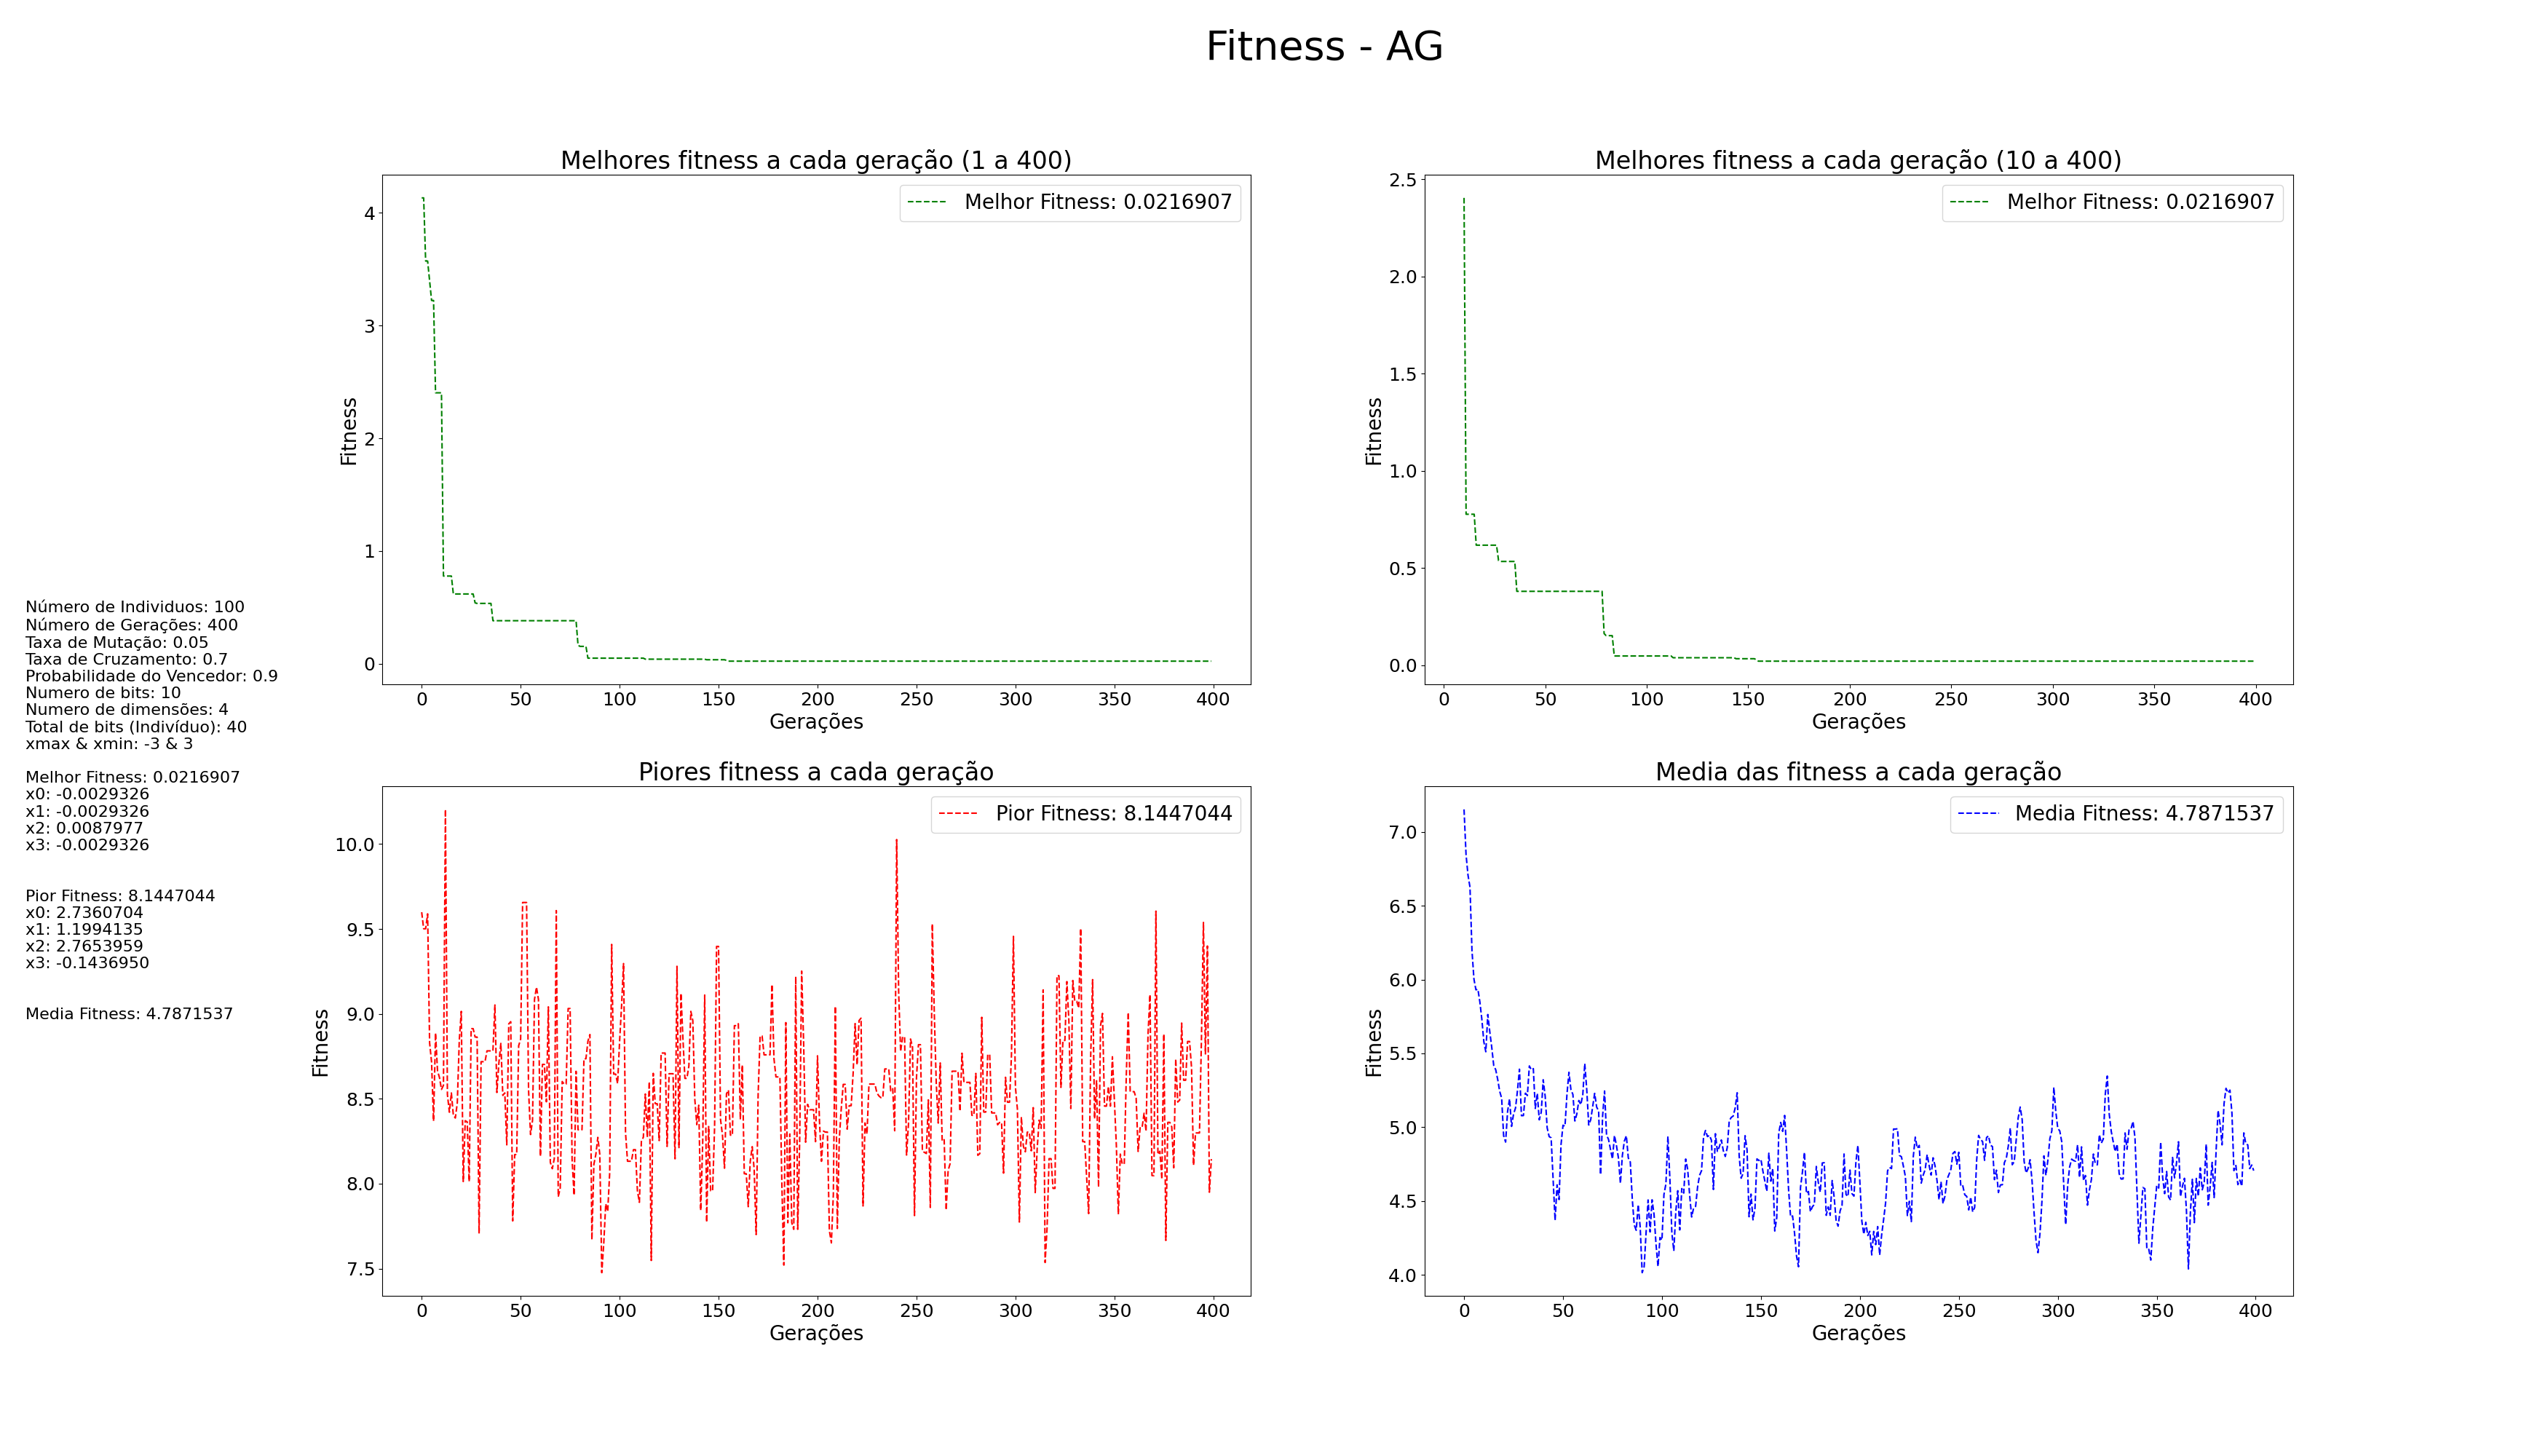 Fitness - AG
Melhores fitness a cada geração (1 a 400)
Melhor Fitness: 0.0216907
4
3
2
1
0
Fitness
0 50 100 150 200 250 300 350 400
Gerações
Melhores fitness a cada geração (10 a 400)
Melhor Fitness: 0.0216907
2.5
2.0
1.5
1.0
0.5
0.0
Fitness
0 50 100 150 200 250 300 350 400
Gerações
Número de Individuos: 100
Número de Gerações: 400
Taxa de Mutação: 0.05
Taxa de Cruzamento: 0.7
Probabilidade do Vencedor: 0.9
Numero de bits: 10
Numero de dimensões: 4
Total de bits (Indivíduo): 40
xmax & xmin: -3 & 3
Melhor Fitness: 0.0216907
x0: -0.0029326
x1: -0.0029326
x2: 0.0087977
x3: -0.0029326
Pior Fitness: 8.1447044
x0: 2.7360704
x1: 1.1994135
x2: 2.7653959
x3: -0.1436950
Media Fitness: 4.7871537
Piores fitness a cada geração
Pior Fitness: 8.1447044
10.0
9.5
9.0
8.5
8.0
7.5
Fitness
0 50 100 150 200 250 300 350 400
Gerações
Media das fitness a cada geração
Media Fitness: 4.7871537
7.0
6.5
6.0
5.5
5.0
4.5
4.0
Fitness
0 50 100 150 200 250 300 350 400
Gerações